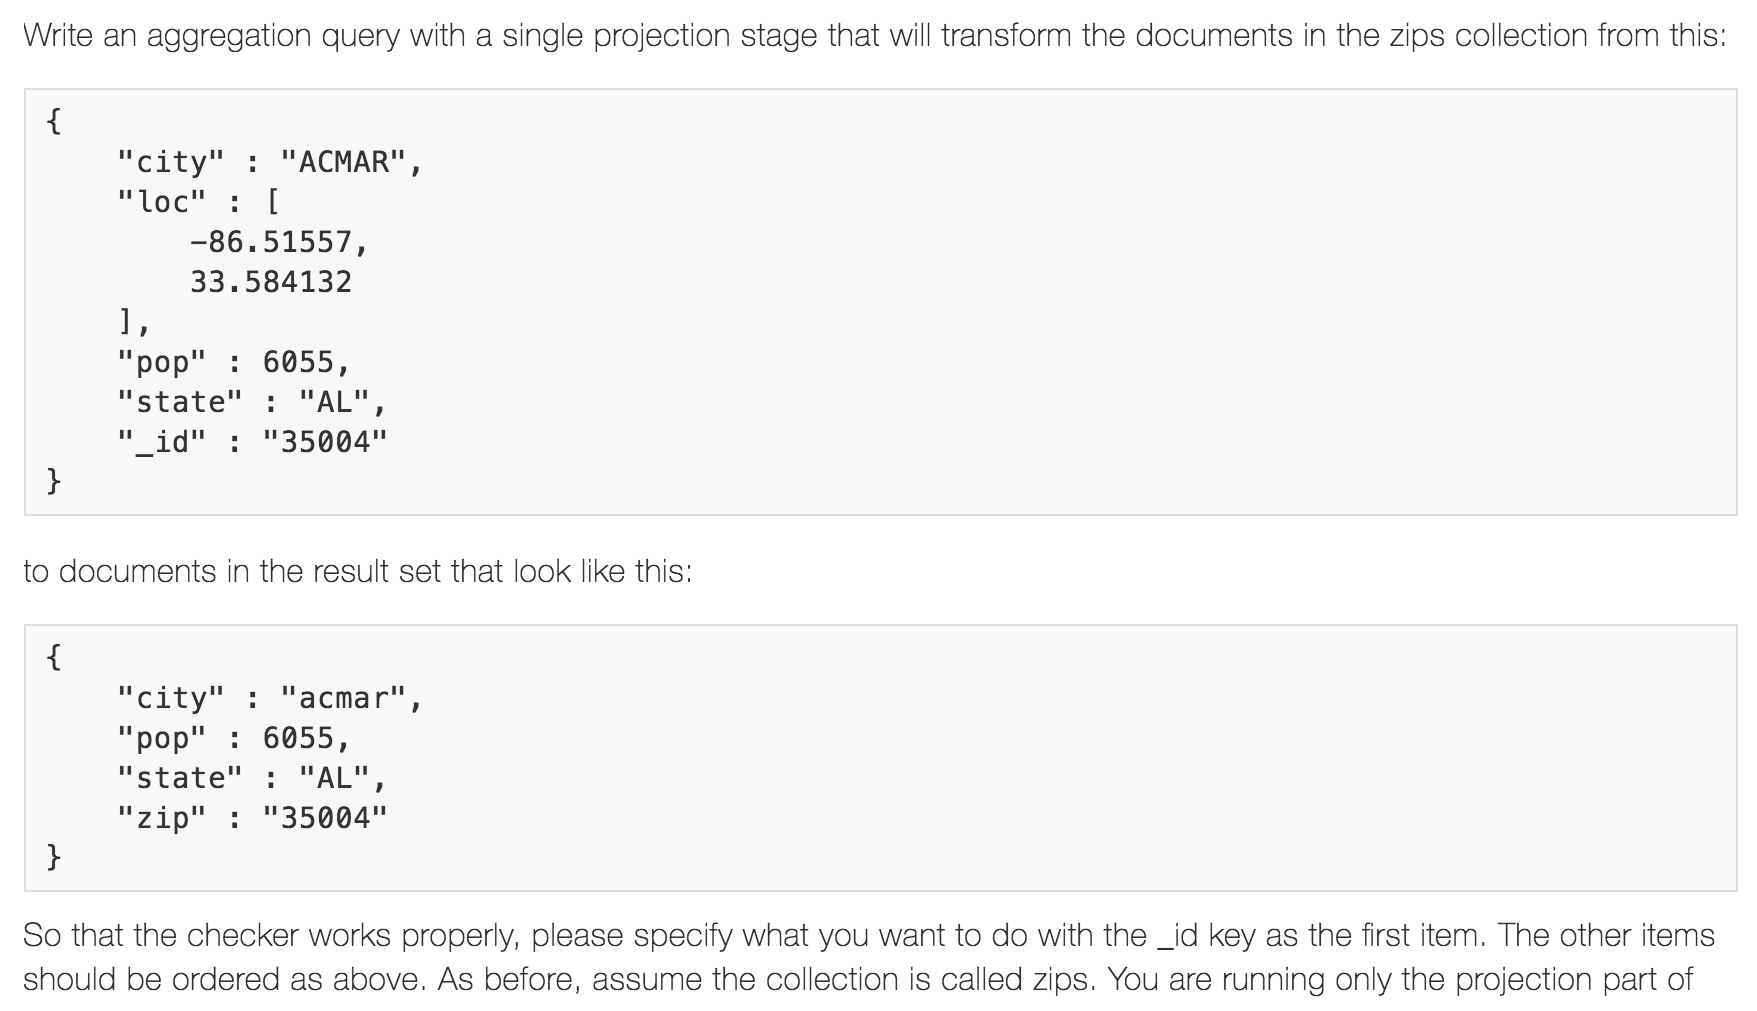 Write an aggregation query with a single projection stage that will transform the documents in the zips collection from this:
{
    "city" : "ACMAR",
    "loc" : [
        -86.51557,
        33.584132
    ],
    "pop" : 6055,
    "state" : "AL",
    "_id" : "35004"
}
to documents in the result set that look like this:
{
    "city" : "acmar",
    "pop" : 6055,
    "state" : "AL",
    "zip" : "35004"
}
So that the checker works properly, please specify what you want to do with the _id key as the first item. The other items
should be ordered as above. As before, assume the collection is called zips. You are running only the projection part of